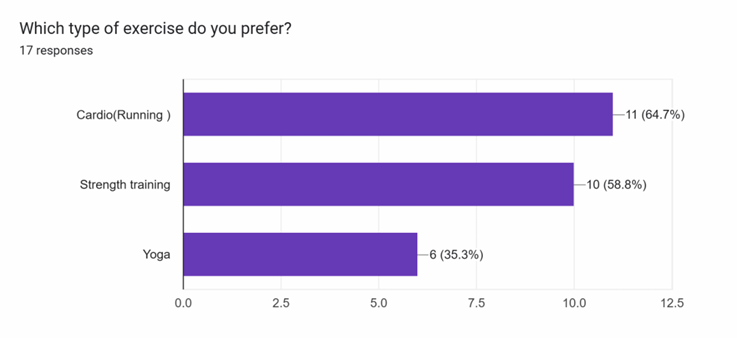 Which type of exercise do you prefer?
17 responses
Cardio(Running )
11 (64.7%)
Strength training
10 (58.8%)
Yoga
6 (35.3%)
0.0 2.5 5.0 7.5 10.0 12.5